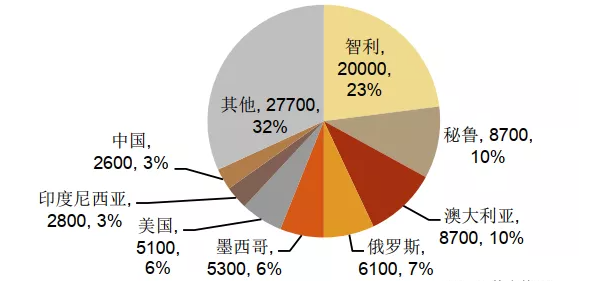 智利,
20000,
23%
秘鲁, 8700,
10%
澳大利亚,
8700, 10%
俄罗斯,
6100, 7%
墨西哥,
5300, 6%
美国,
5100,
6%
印度尼西亚,
2800, 3%
中国,
2600, 3%
其他, 27700,
32%